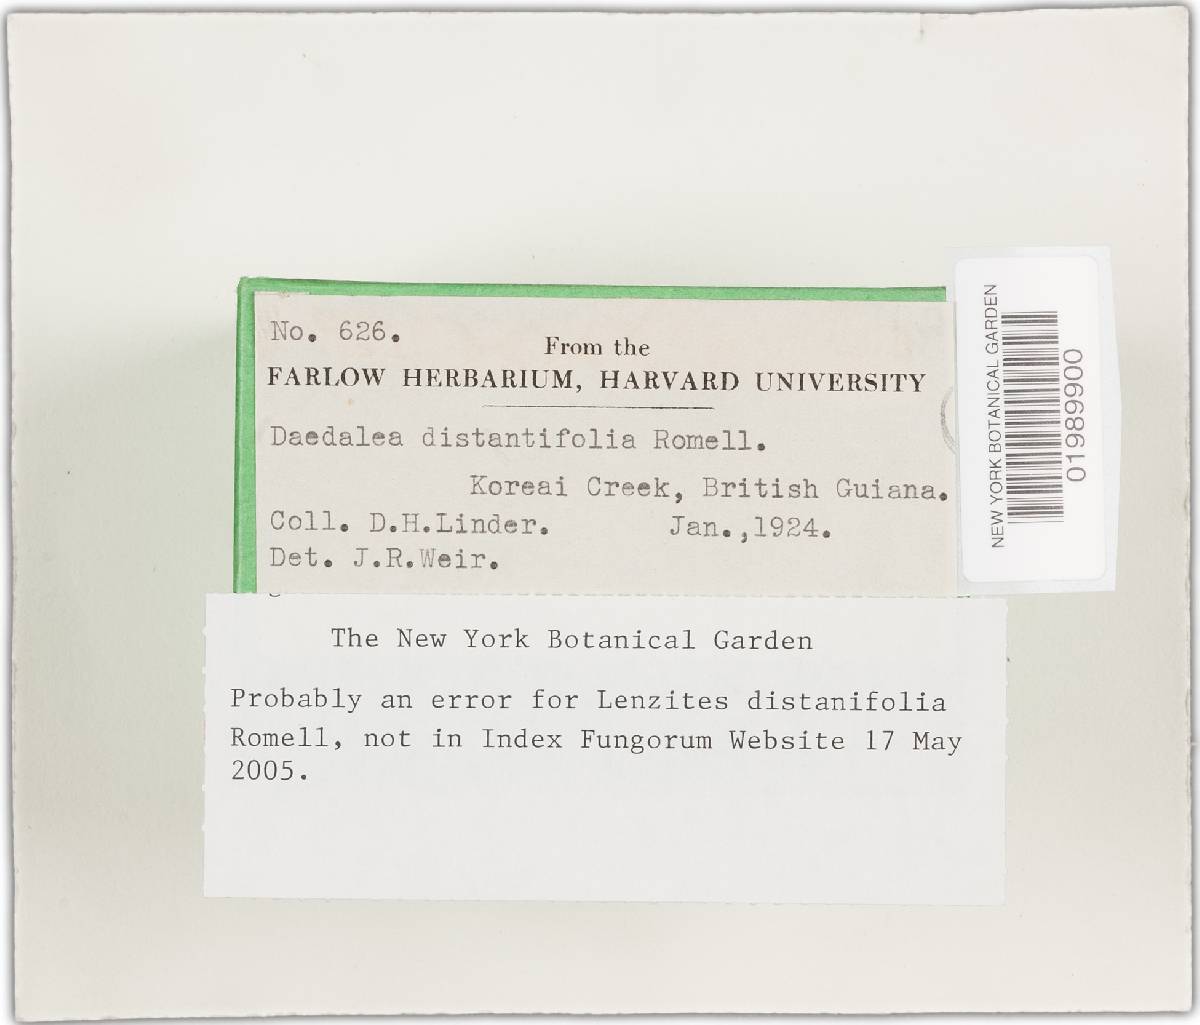 No. 626.
From the
FARLOW HERBARIUM, HARVARD UNIVERSITY
Daedalea distantifolia Romell.
Koreai Creek, British Guiana.
Coll. D.H.Linder. Jan.,1924.
Det. J.R.Weir.
NEW YORK BOTANICAL GARDEN
01989900
The New York Botanical Garden
Probably an error for Lenzites distanifolia
Romell, not in Index Fungorum Website 17 May
2005.